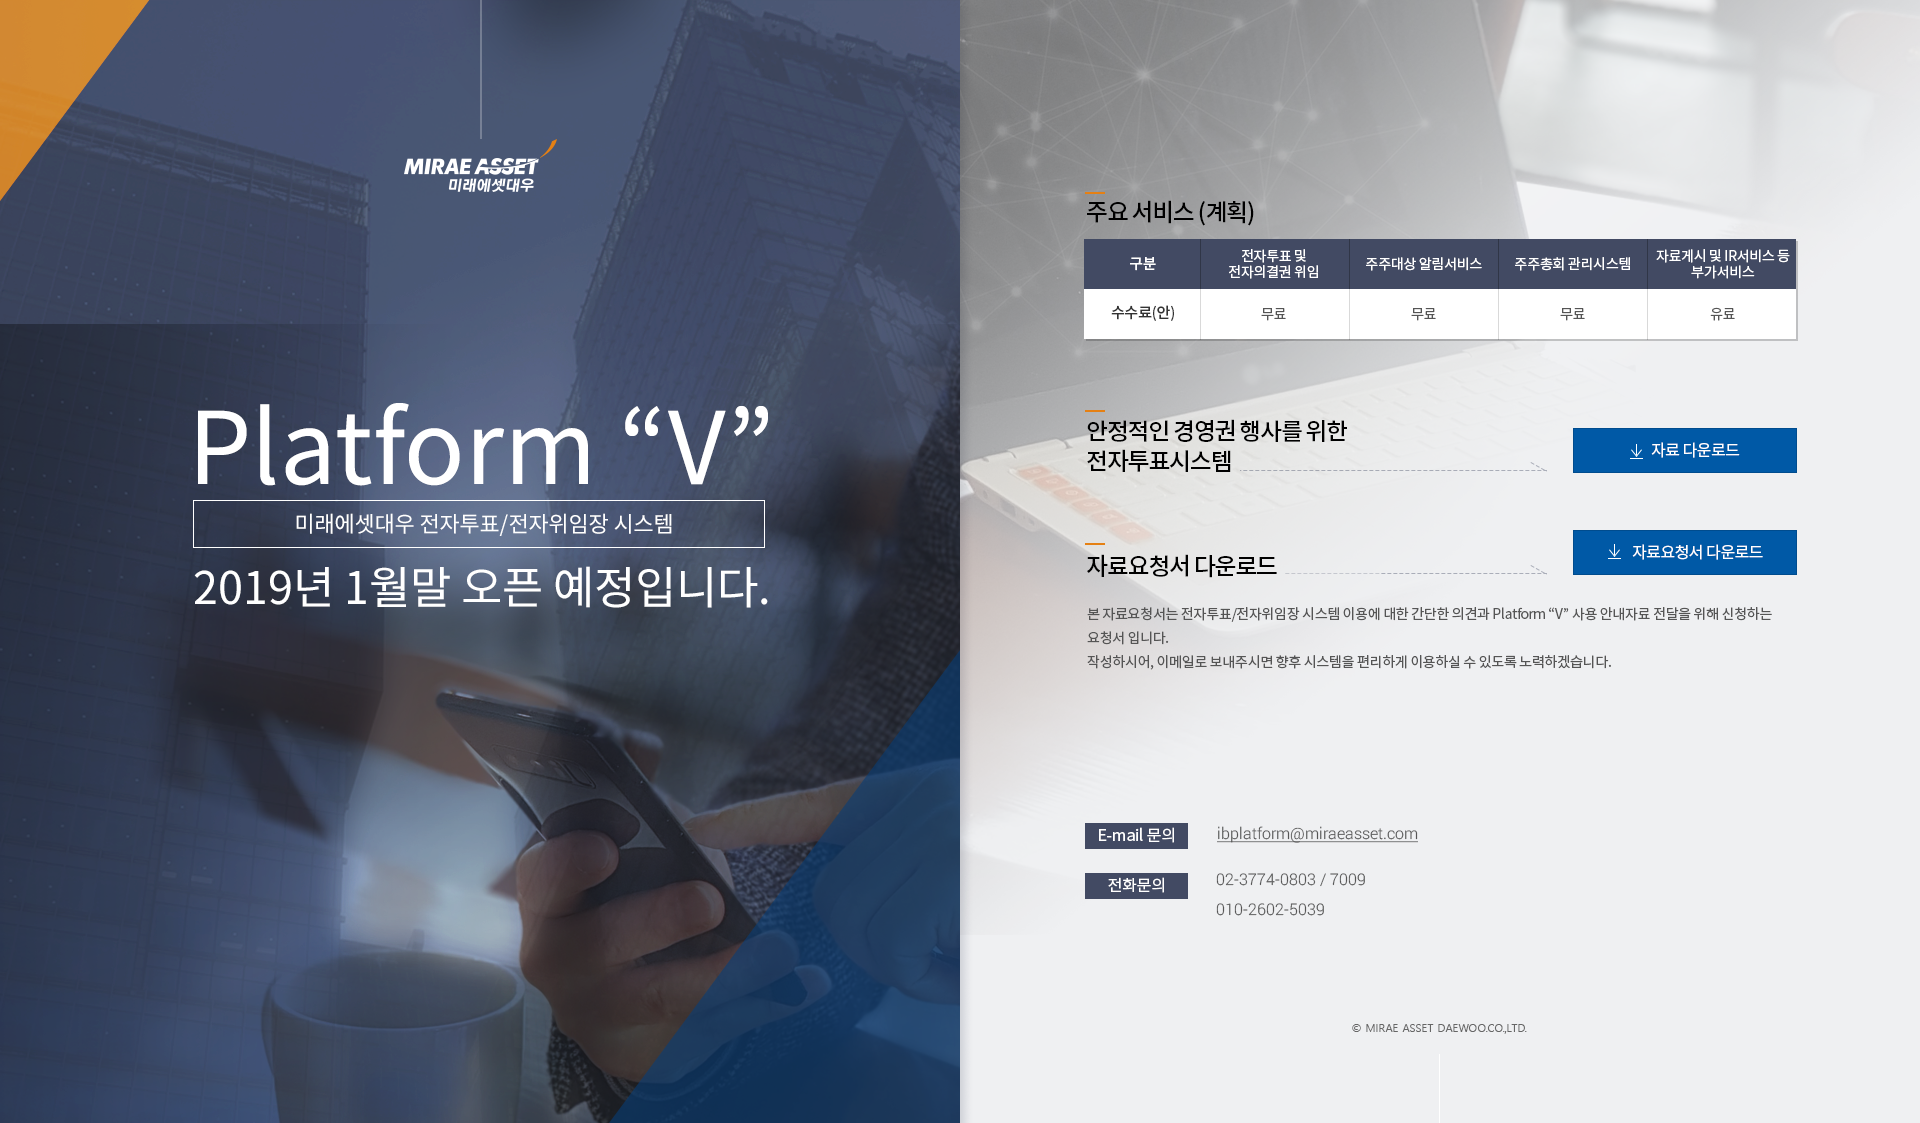 MIRAE ASSET
미래에셋대우
Platform “V”
미래에셋대우 전자투표/전자위임장 시스템
2019년 1월말 오픈 예정입니다.
주요 서비스 (계획)
구분
전자투표 및
전자의결권 위임
주주대상 알림서비스
주주총회 관리시스템
자료게시 및 IR서비스 등
부가서비스
수수료(안)
무료
무료
무료
유료
안정적인 경영권 행사를 위한
전자투표시스템
자료 다운로드
자료요청서 다운로드
자료요청서 다운로드
본 자료요청서는 전자투표/전자위임장 시스템 이용에 대한 간단한 의견과 Platform “V” 사용 안내자료 전달을 위해 신청하는
요청서 입니다.
작성하시어, 이메일로 보내주시면 향후 시스템을 편리하게 이용하실 수 있도록 노력하겠습니다.
E-mail 문의
ibplatform@miraeasset.com
전화문의
02-3774-0803 / 7009
010-2602-5039
© MIRAE ASSET DAEWOO.CO.,LTD.